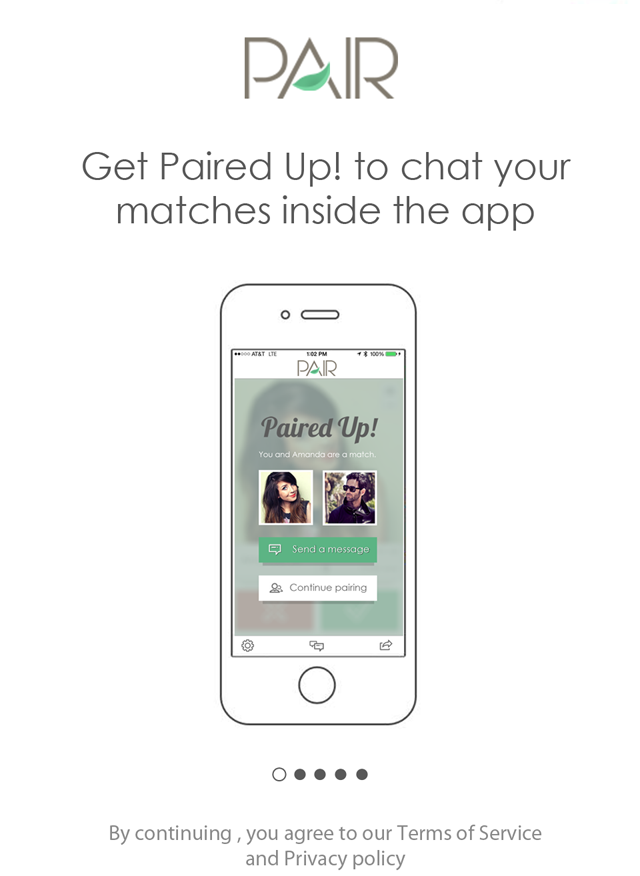 PAIR
Get Paired Up! to chat your
matches inside the app
AT&T LTE 1:02 PM 100%
PAIR
Paired Up!
You and Amanda are a match.
Send a message
Continue pairing
By continuing , you agree to our Terms of Service
and Privacy policy